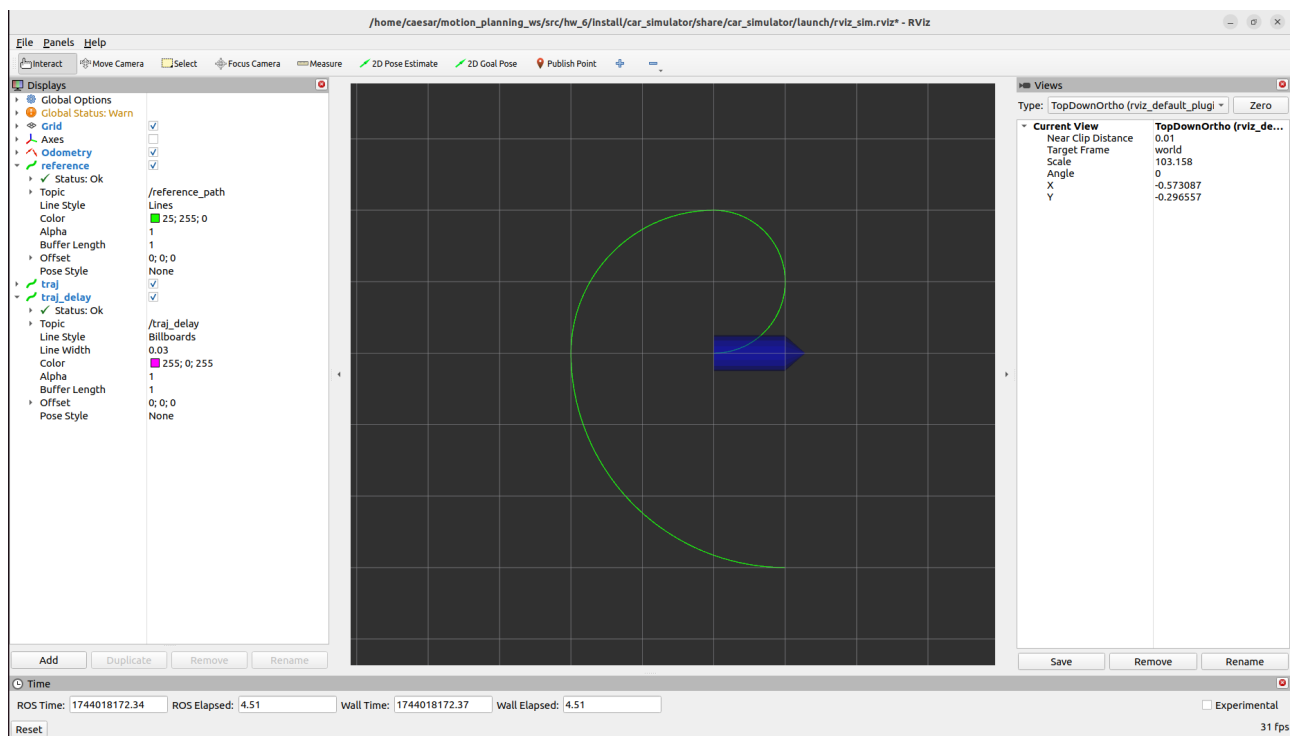 /home/caesar/motion_planning_ws/src/hw_6/install/car_simulator/share/car_simulator/launch/rviz_sim.rviz* - RViz
File Panels Help
Interact Move Camera Select Focus Camera Measure 2D Pose Estimate 2D Goal Pose Publish Point
Displays
Global Options
Global Status: Warn
Grid
Axes
Odometry
reference
Status: Ok
Topic /reference_path
Line Style Lines
Color 25; 255; 0
Alpha 1
Buffer Length 1
Offset 0; 0; 0
Pose Style None
traj
traj_delay
Status: Ok
Topic /traj_delay
Line Style Billboards
Line Width 0.03
Color 255; 0; 255
Alpha 1
Buffer Length 1
Offset 0; 0; 0
Pose Style None
Add Duplicate Remove Rename
Views
Type: TopDownOrtho (rviz_default_plugi Zero
Current View TopDownOrtho (rviz_de...
Near Clip Distance 0.01
Target Frame world
Scale 103.158
Angle 0
X -0.573087
Y -0.296557
Save Remove Rename
Time
ROS Time: 1744018172.34 ROS Elapsed: 4.51 Wall Time: 1744018172.37 Wall Elapsed: 4.51 Experimental
Reset 31 fps